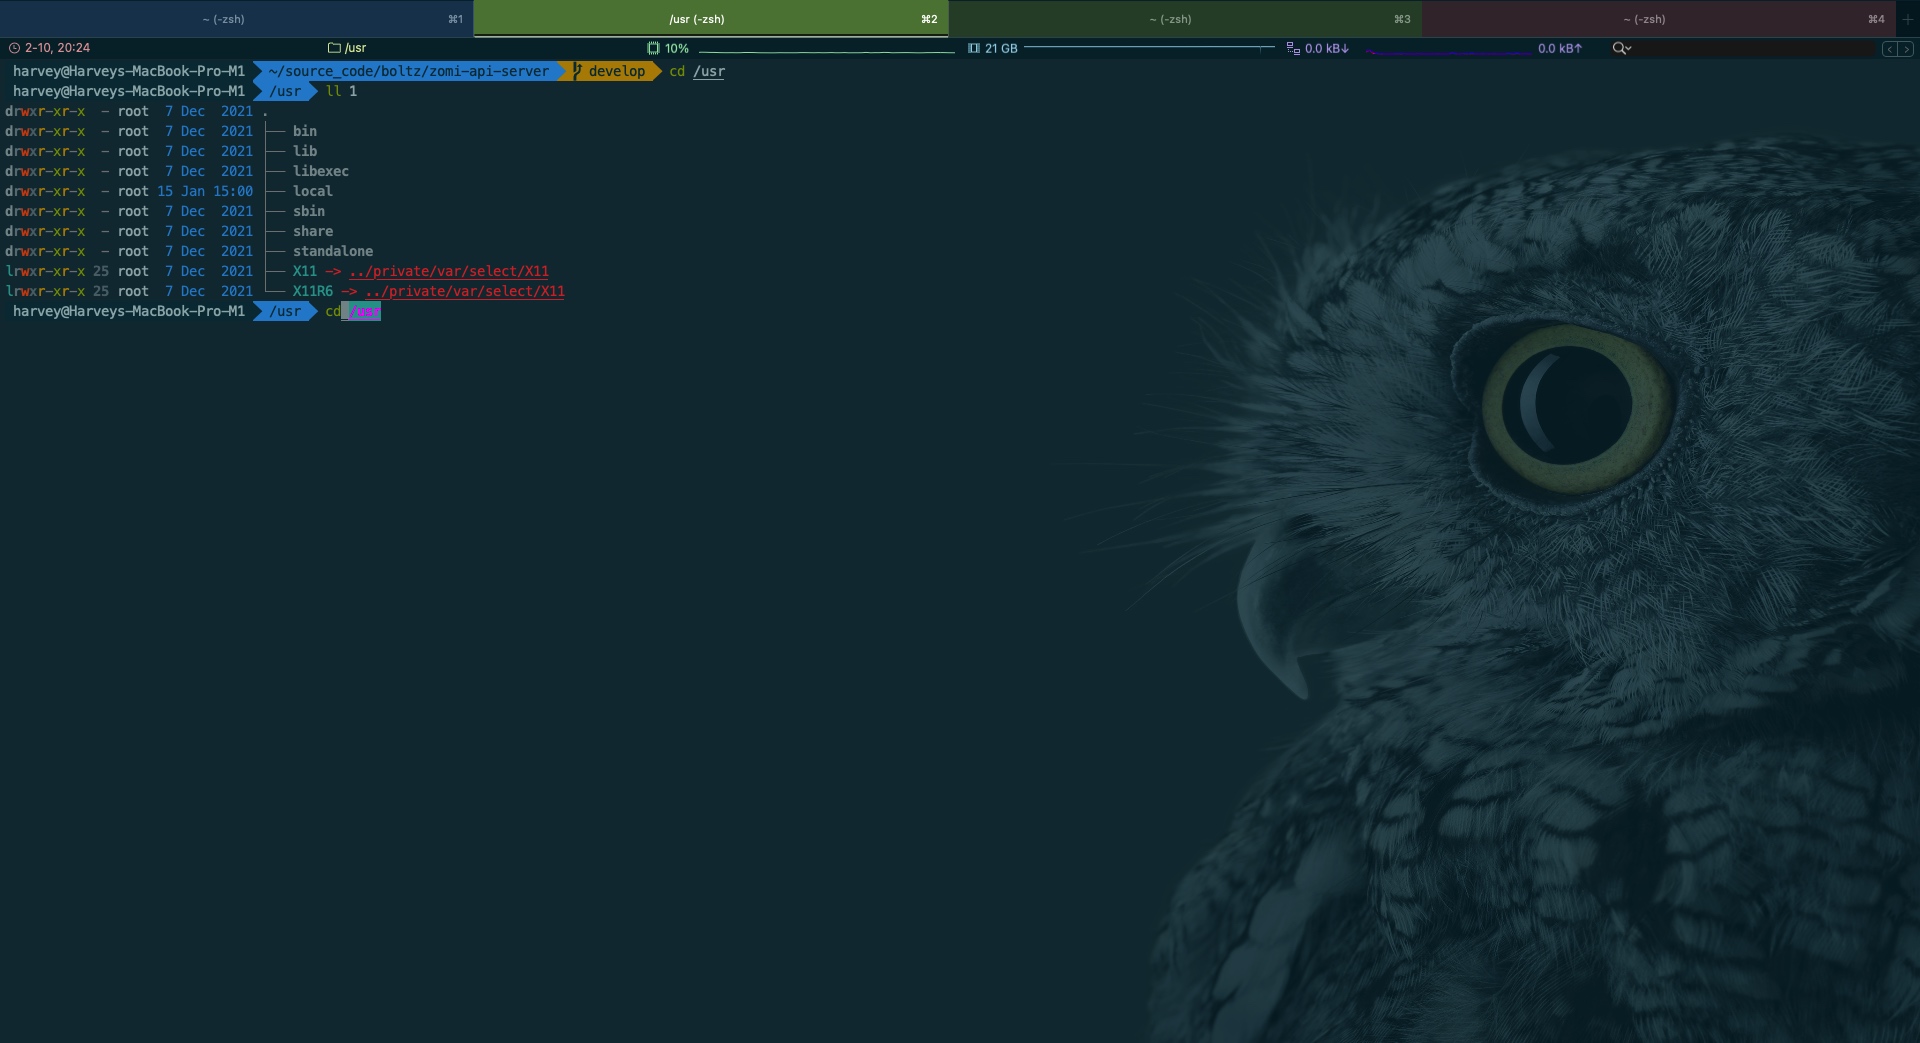 ~ (-zsh) ⌘1 /usr (-zsh) ⌘2 ~ (-zsh) ⌘3 ~ (-zsh) ⌘4
2-10, 20:24 /usr 10% 21 GB 0.0 kB↓ 0.0 kB↑
harvey@Harveys-MacBook-Pro-M1 ~/source_code/boltz/zomi-api-server develop cd /usr
harvey@Harveys-MacBook-Pro-M1 /usr ll 1
drwxr-xr-x - root 7 Dec 2021 .
drwxr-xr-x - root 7 Dec 2021 ├── bin
drwxr-xr-x - root 7 Dec 2021 ├── lib
drwxr-xr-x - root 7 Dec 2021 ├── libexec
drwxr-xr-x - root 15 Jan 15:00 ├── local
drwxr-xr-x - root 7 Dec 2021 ├── sbin
drwxr-xr-x - root 7 Dec 2021 ├── share
drwxr-xr-x - root 7 Dec 2021 ├── standalone
lrwxr-xr-x 25 root 7 Dec 2021 ├── X11 -> ../private/var/select/X11
lrwxr-xr-x 25 root 7 Dec 2021 └── X11R6 -> ../private/var/select/X11
harvey@Harveys-MacBook-Pro-M1 /usr cd /usr